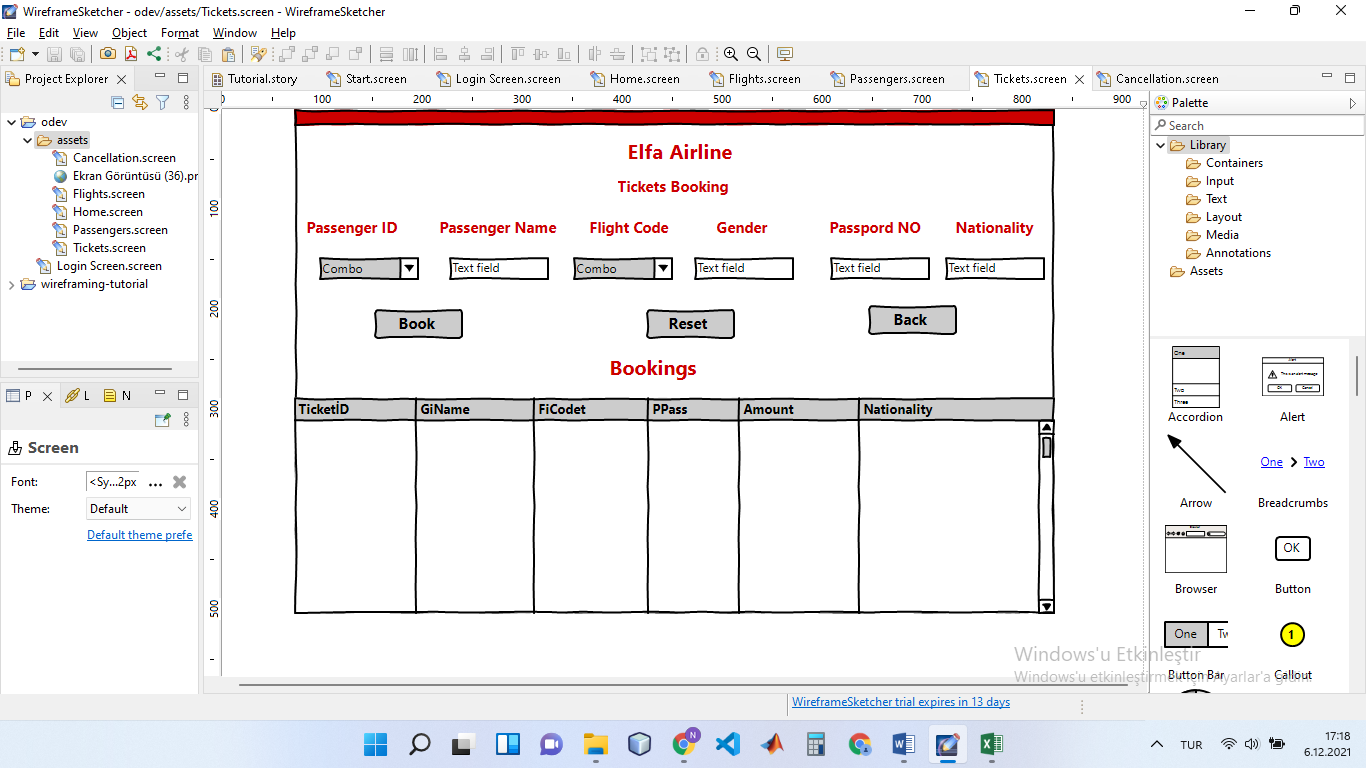 WireframeSketcher - odev/assets/Tickets.screen - WireframeSketcher
File Edit View Object Format Window Help
Project Explorer
odev
assets
Cancellation.screen
Ekran Görüntüsü (36).pr
Flights.screen
Home.screen
Passengers.screen
Tickets.screen
Login Screen.screen
wireframing-tutorial
P L N
Screen
Font: <Sy...2px ...
Theme: Default
Default theme prefe
Tutorial.story Start.screen Login Screen.screen Home.screen Flights.screen Passengers.screen Tickets.screen Cancellation.screen
0 100 200 300 400 500 600 700 800 900
0
100
200
300
400
500
Elfa Airline
Tickets Booking
Passenger ID Passenger Name Flight Code Gender Passpord NO Nationality
Combo Text field Combo Text field Text field Text field
Book Reset Back
Bookings
TicketİD GiName FiCodet PPass Amount Nationality
Palette
Search
Library
Containers
Input
Text
Layout
Media
Annotations
Assets
One
Two
Three
Accordion
Alert
This is an alert message
OK Cancel
Alert
Arrow
One Two
Breadcrumbs
Browser
Browser
OK
Button
One Tw
Button Bar
1
Callout
Windows'u Etkinleştir
Windows'u etkinleştirmek için Ayarlar'a gidin.
WireframeSketcher trial expires in 13 days
N
TUR
17:18
6.12.2021